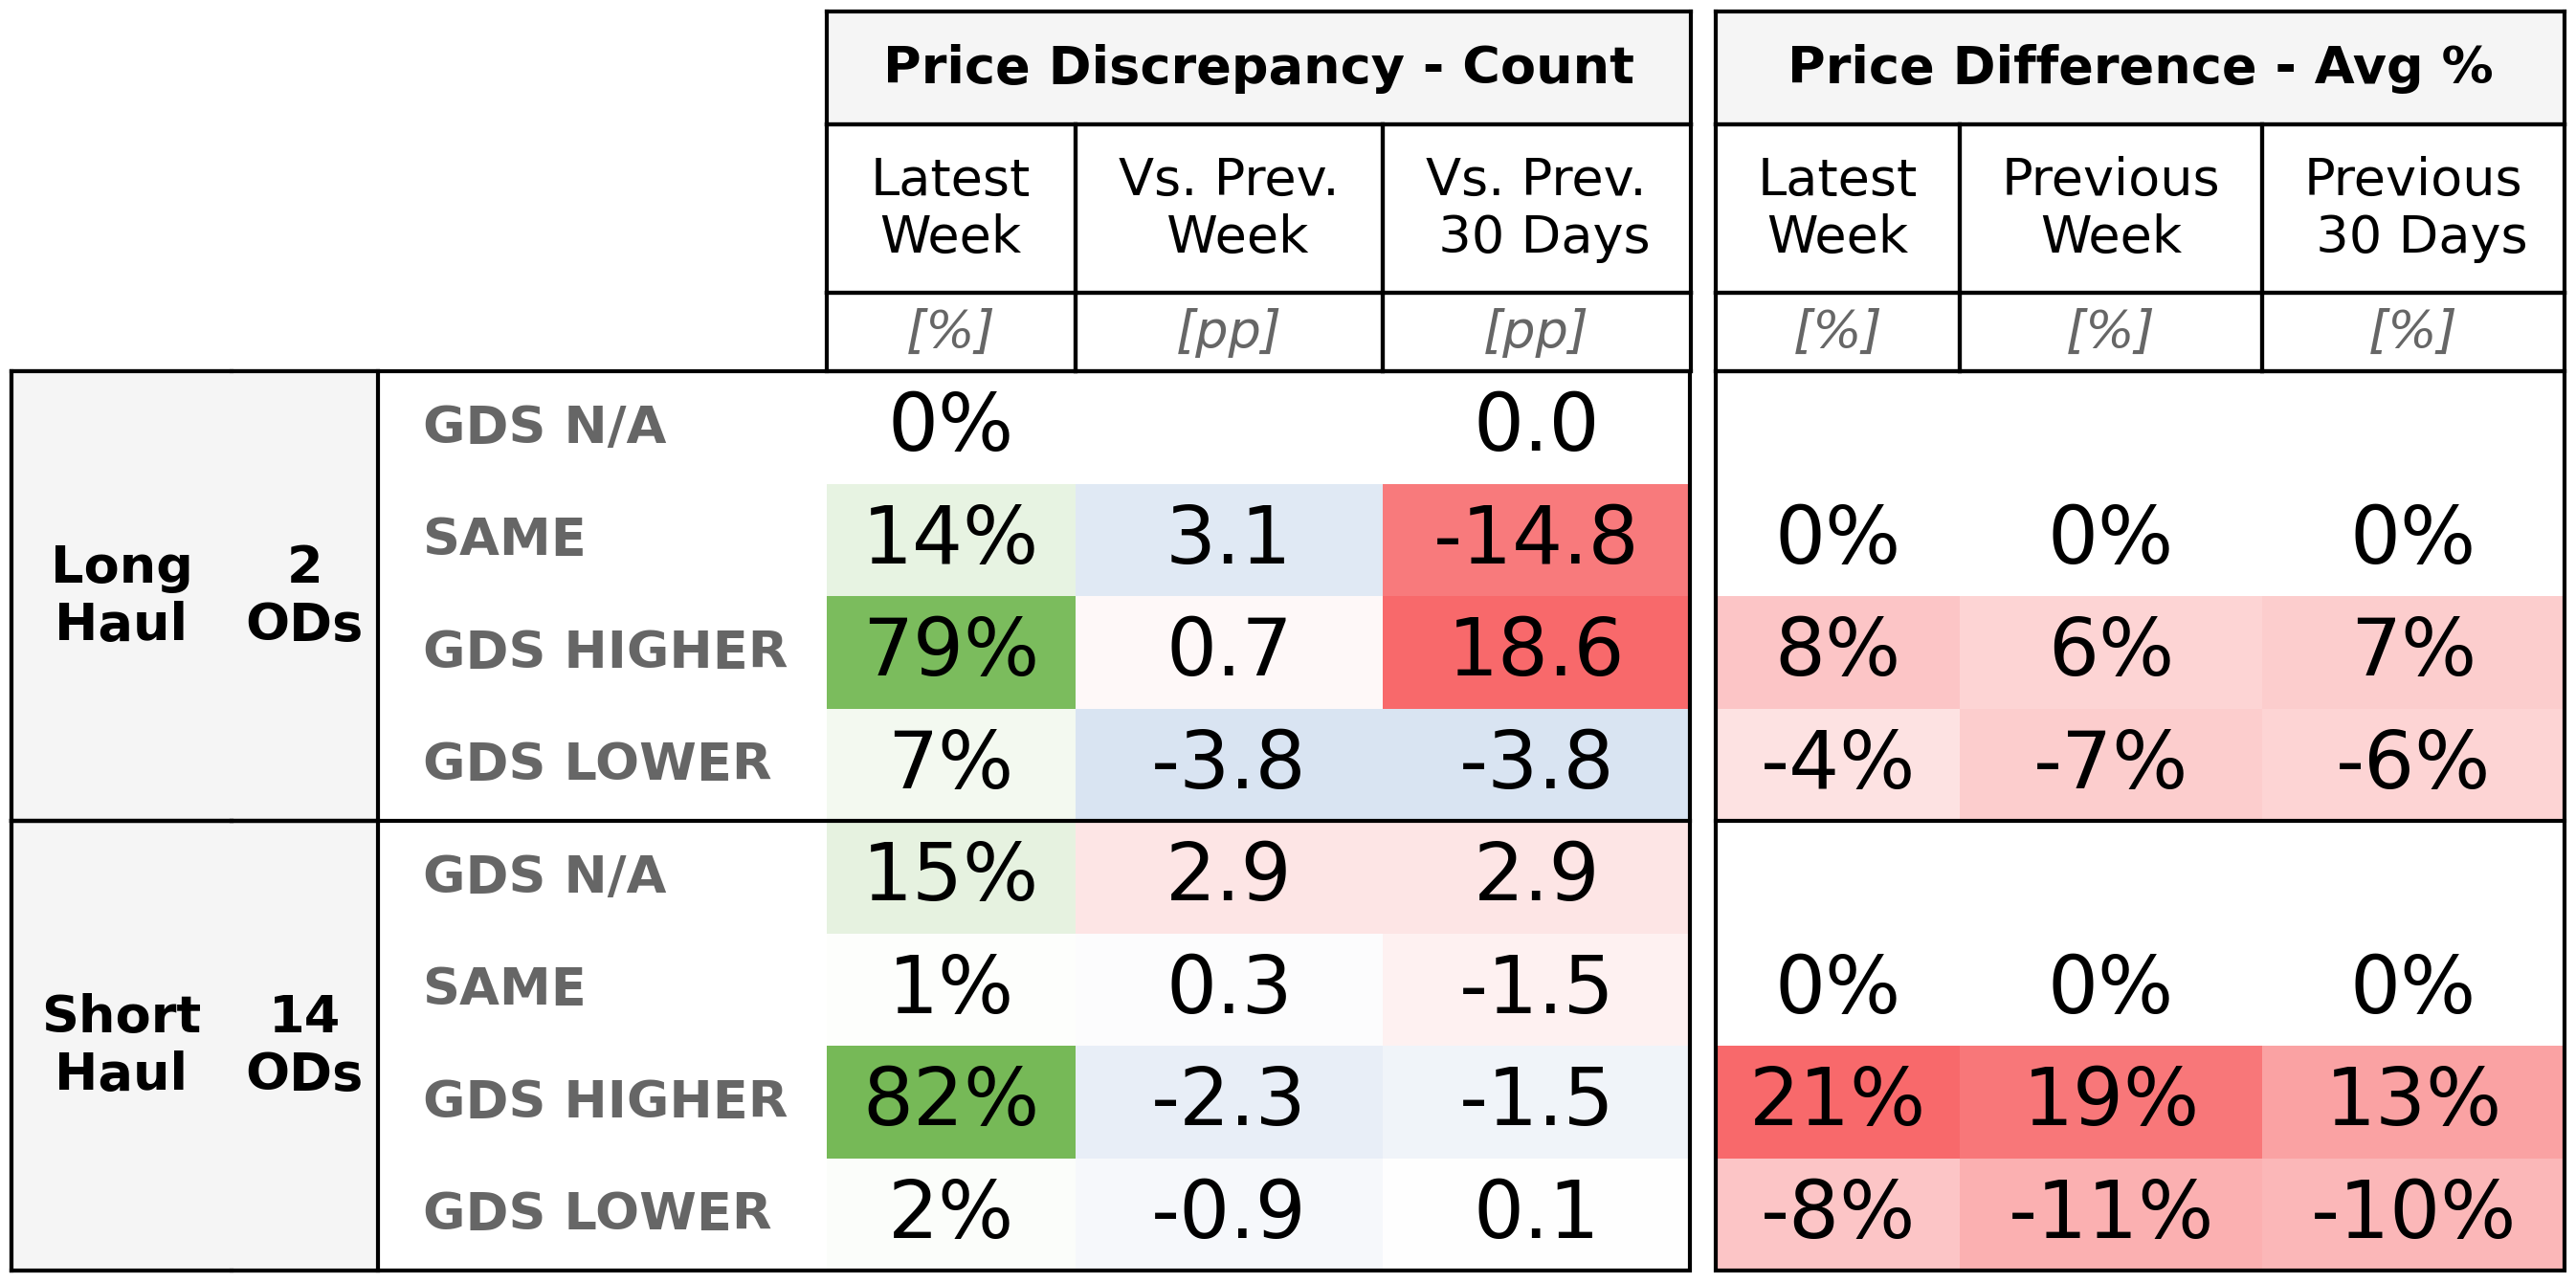 Price Discrepancy - Count Price Difference - Avg %
Latest Week Vs. Prev. Week Vs. Prev. 30 Days Latest Week Previous Week Previous 30 Days
[%] [pp] [pp] [%] [%] [%]
Long Haul 2 ODs
GDS N/A 0% 0.0
SAME 14% 3.1 -14.8 0% 0% 0%
GDS HIGHER 79% 0.7 18.6 8% 6% 7%
GDS LOWER 7% -3.8 -3.8 -4% -7% -6%
Short Haul 14 ODs
GDS N/A 15% 2.9 2.9
SAME 1% 0.3 -1.5 0% 0% 0%
GDS HIGHER 82% -2.3 -1.5 21% 19% 13%
GDS LOWER 2% -0.9 0.1 -8% -11% -10%